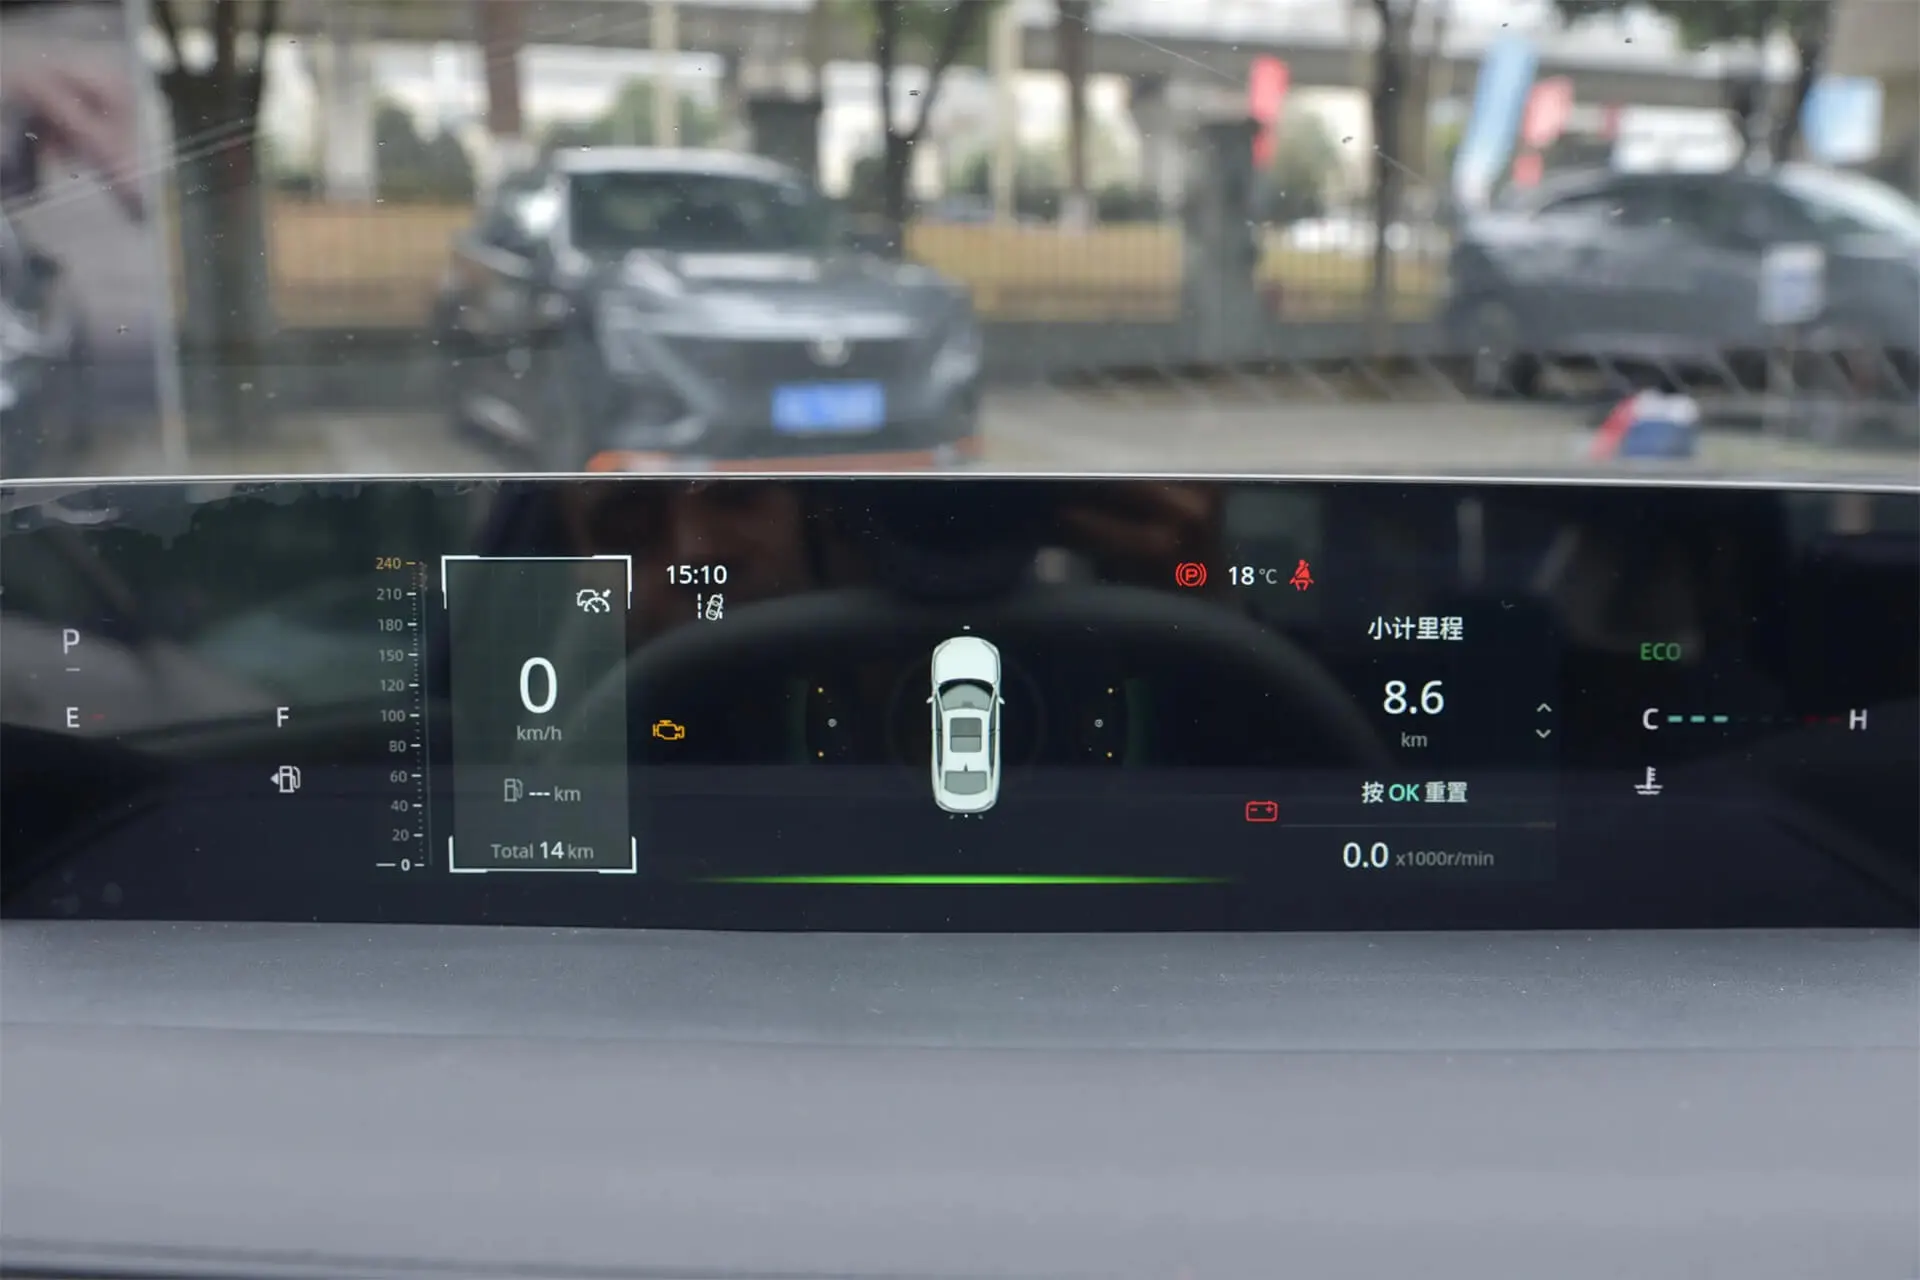 240
210
180
150
120
100
80
60
40
20
0
P
E
F
0
km/h
--- km
Total 14 km
15:10
P
18 °C
小计里程
8.6
km
按 OK 重置
0.0 x1000r/min
ECO
C
H